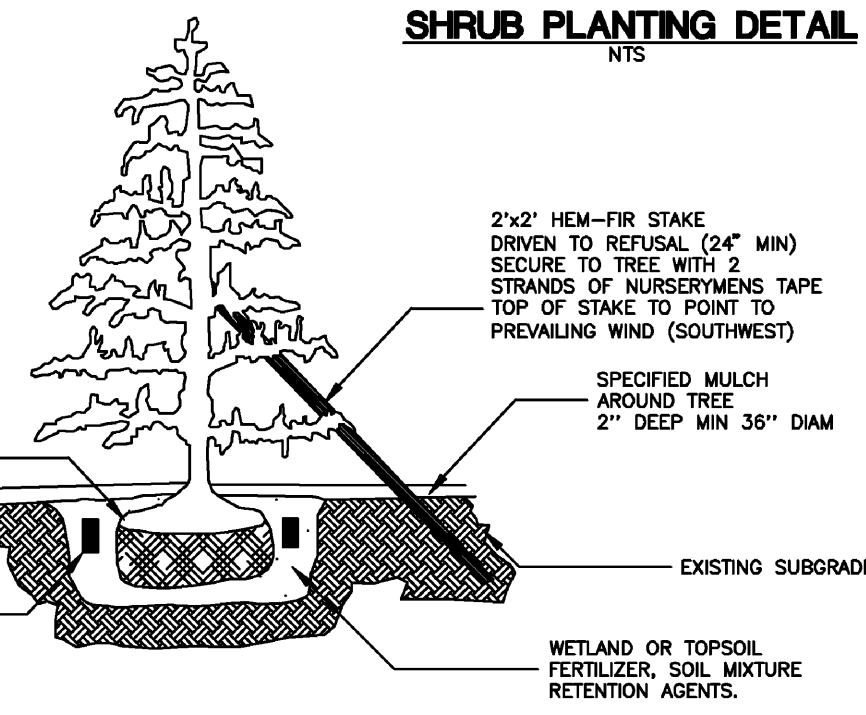 SHRUB PLANTING DETAIL
NTS
2'x2' HEM-FIR STAKE
DRIVEN TO REFUSAL (24" MIN)
SECURE TO TREE WITH 2
STRANDS OF NURSERYMENS TAPE
TOP OF STAKE TO POINT TO
PREVAILING WIND (SOUTHWEST)
SPECIFIED MULCH
AROUND TREE
2'' DEEP MIN 36'' DIAM
EXISTING SUBGRADE
WETLAND OR TOPSOIL
FERTILIZER, SOIL MIXTURE
RETENTION AGENTS.